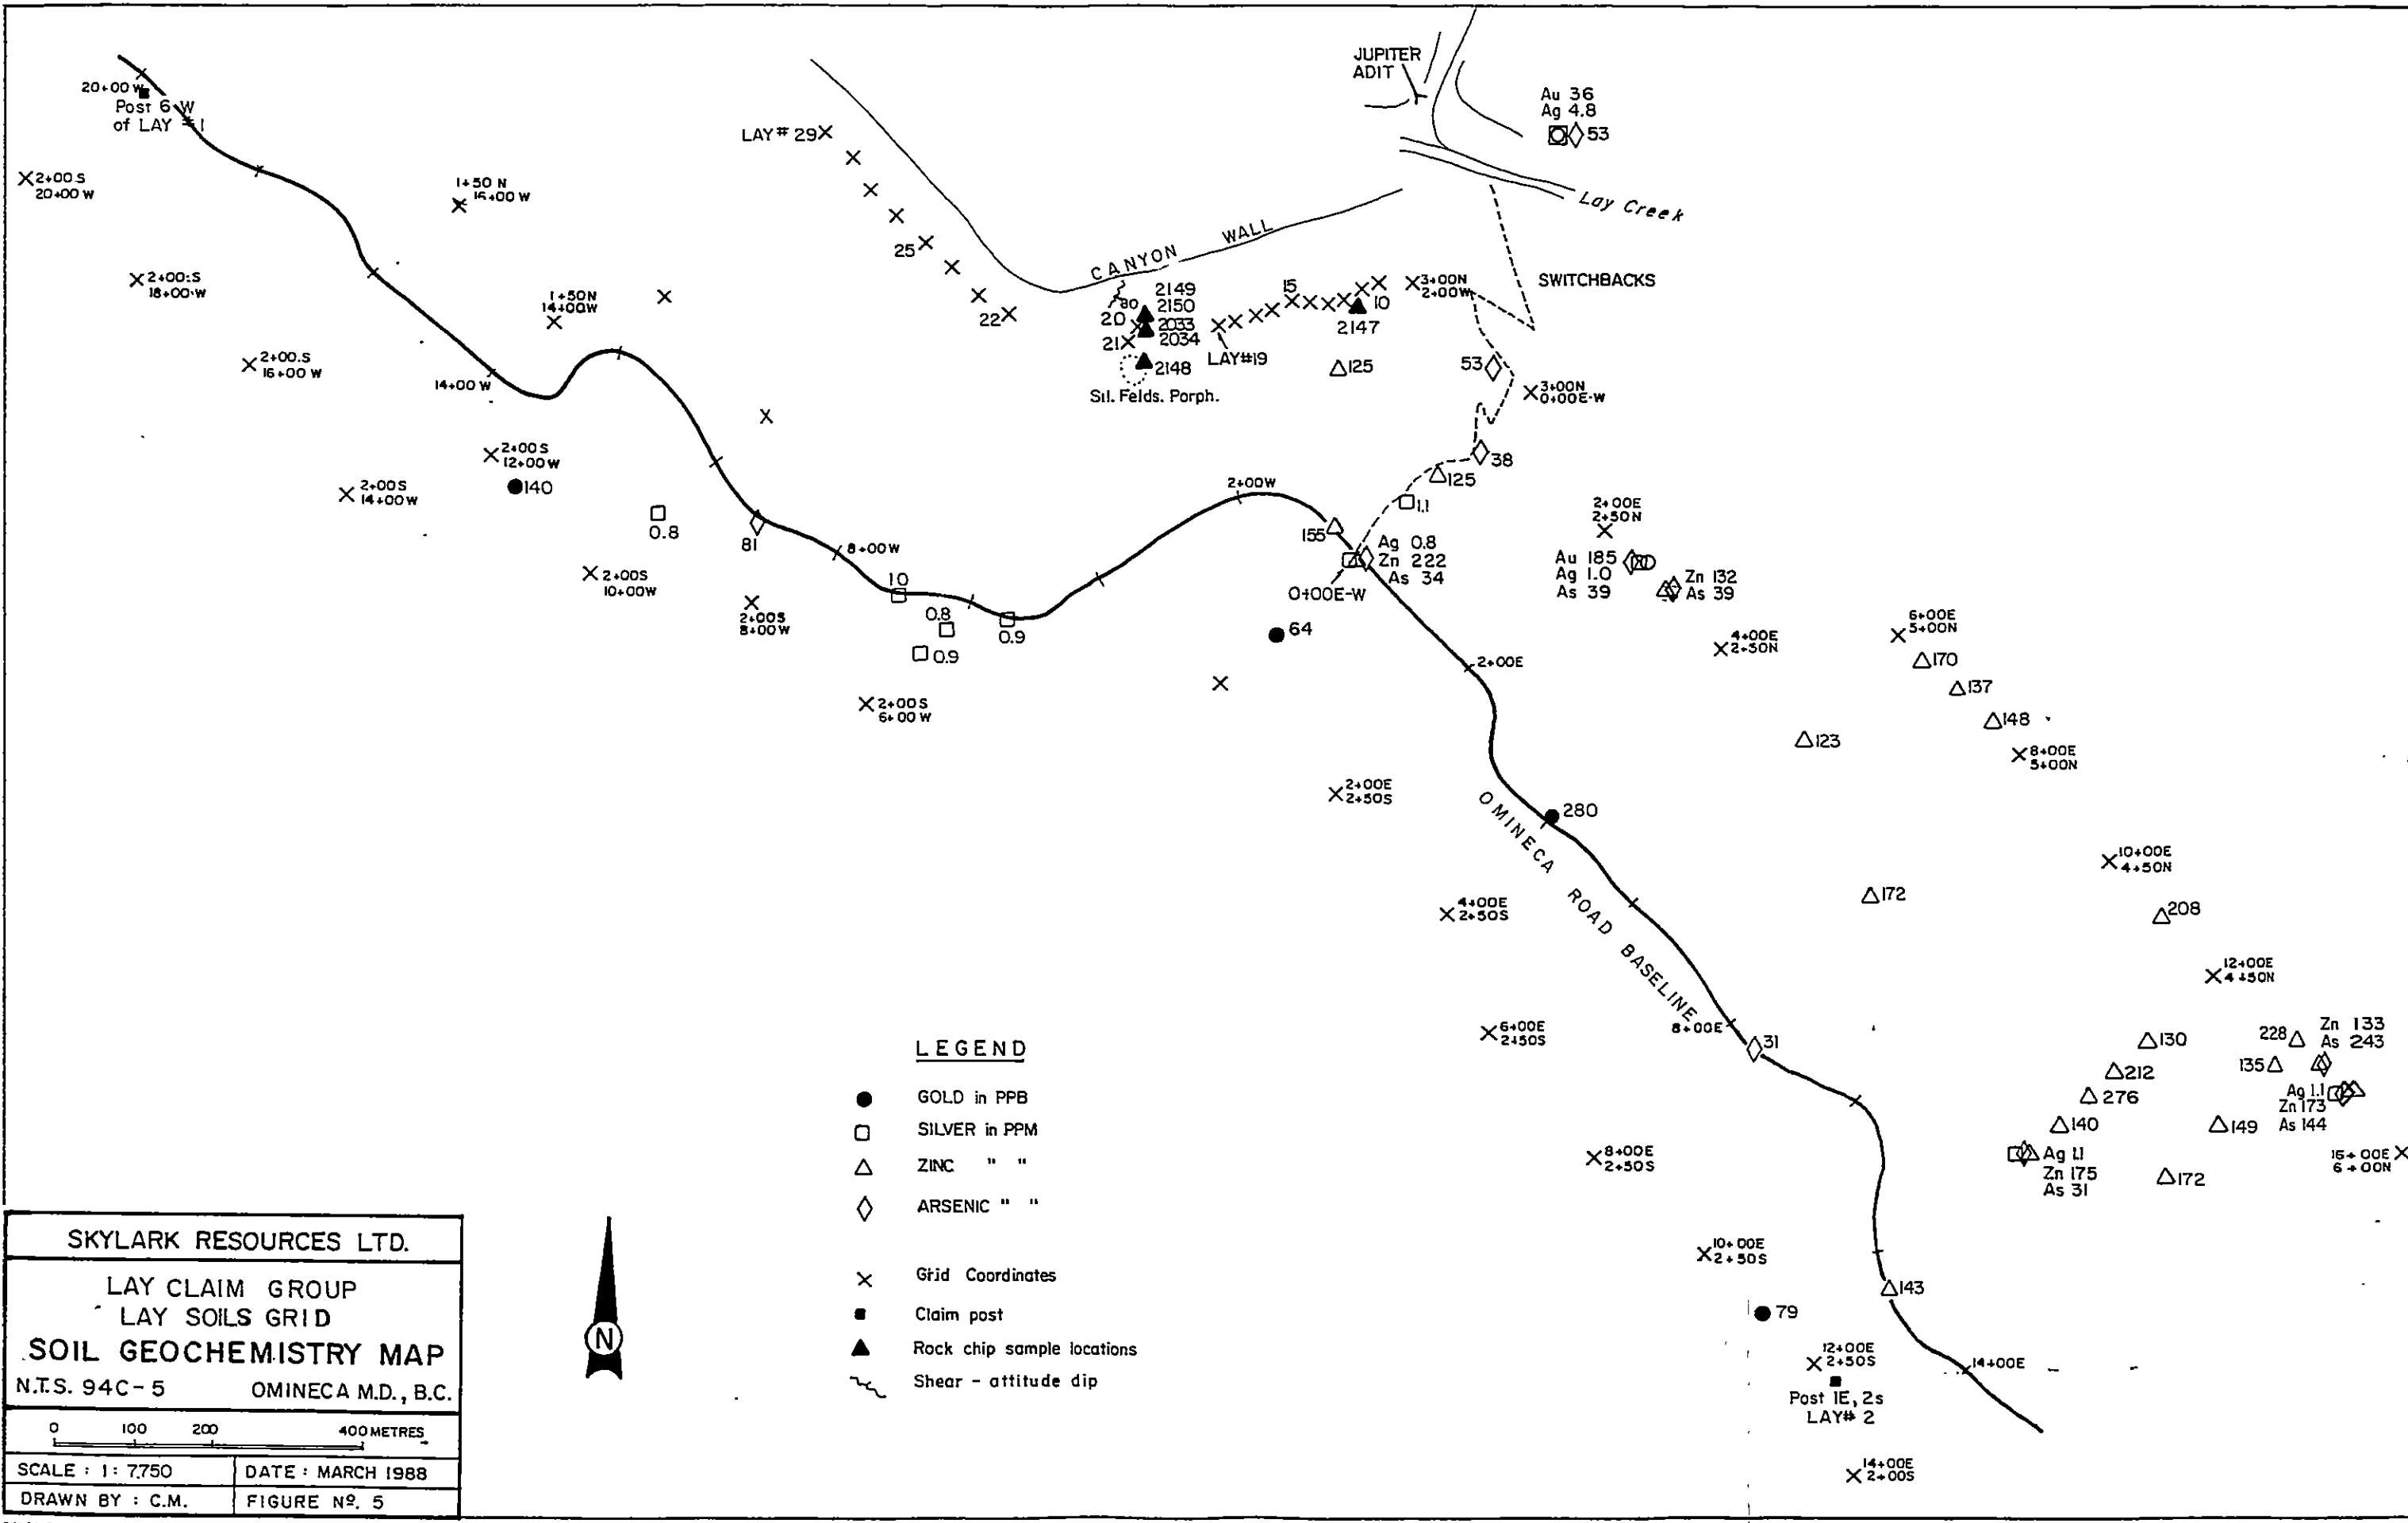 20+00 W
Post 6 W
of LAY #1
2+00 S
20+00 W
1+50 N
16+00 W
2+00 S
18+00 W
1+50 N
14+00 W
2+00 S
16+00 W
14+00 W
2+00 S
12+00 W
140
2+00 S
14+00 W
0.8
81
8+00 W
2+00 S
10+00 W
2+00 S
8+00 W
1.0
0.8
0.9
0.9
2+00 S
6+00 W
LAY # 29
25
22
CANYON WALL
80
20
21
2149
2150
2033
2034
2148
Sil. Felds. Porph.
LAY#19
15
10
2147
125
3+00N
2+00W
JUPITER
ADIT
Au 36
Ag 4.8
53
Lay Creek
SWITCHBACKS
53
3+00N
0+00E-W
38
125
1.1
2+00W
155
Ag 0.8
Zn 222
As 34
0+00E-W
64
2+00E
2+00E
2+50N
Au 185
Ag 1.0
As 39
Zn 132
As 39
4+00E
2+50N
6+00E
5+00N
170
137
148
8+00E
5+00N
123
2+00E
2+50S
280
OMINECA ROAD BASELINE
172
10+00E
4+50N
208
4+00E
2+50S
12+00E
4+50N
6+00E
2+50S
8+00E
31
130
212
276
140
Ag 1.1
Zn 175
As 31
228
135
Zn 133
As 243
Ag 1.1
Zn 173
As 144
149
172
16+00E
6+00N
8+00E
2+50S
10+00E
2+50S
143
79
12+00E
2+50S
14+00E
Post 1E, 2s
LAY# 2
14+00E
2+00S
LEGEND
GOLD in PPB
SILVER in PPM
ZINC " "
ARSENIC " "
Grid Coordinates
Claim post
Rock chip sample locations
Shear - attitude dip
N
SKYLARK RESOURCES LTD.
LAY CLAIM GROUP
LAY SOILS GRID
SOIL GEOCHEMISTRY MAP
N.T.S. 94C-5 OMINECA M.D., B.C.
0 100 200 400 METRES
SCALE : 1 : 7,750 DATE : MARCH 1988
DRAWN BY : C.M. FIGURE Nº. 5